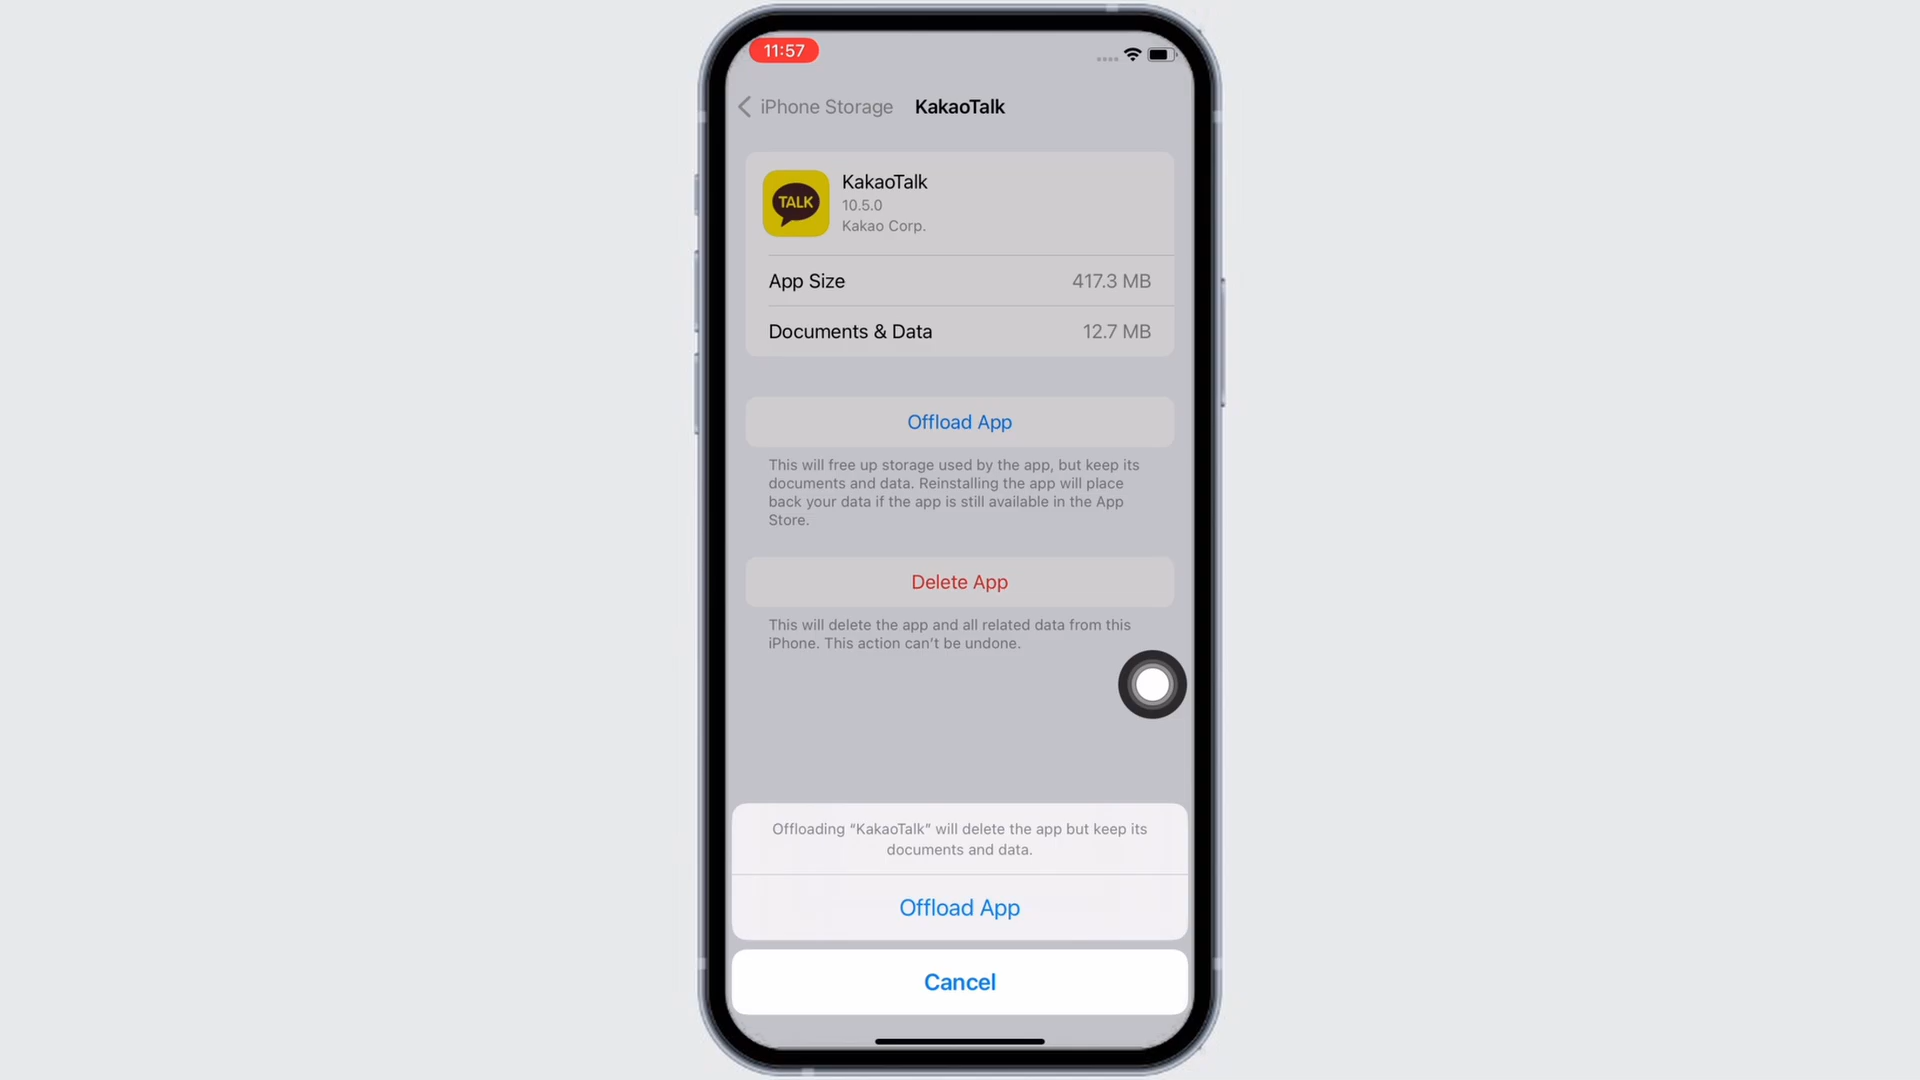 11:57
iPhone Storage KakaoTalk
TALK
KakaoTalk
10.5.0
Kakao Corp.
App Size 417.3 MB
Documents & Data 12.7 MB
Offload App
This will free up storage used by the app, but keep its
documents and data. Reinstalling the app will place
back your data if the app is still available in the App
Store.
Delete App
This will delete the app and all related data from this
iPhone. This action can't be undone.
Offloading “KakaoTalk” will delete the app but keep its
documents and data.
Offload App
Cancel